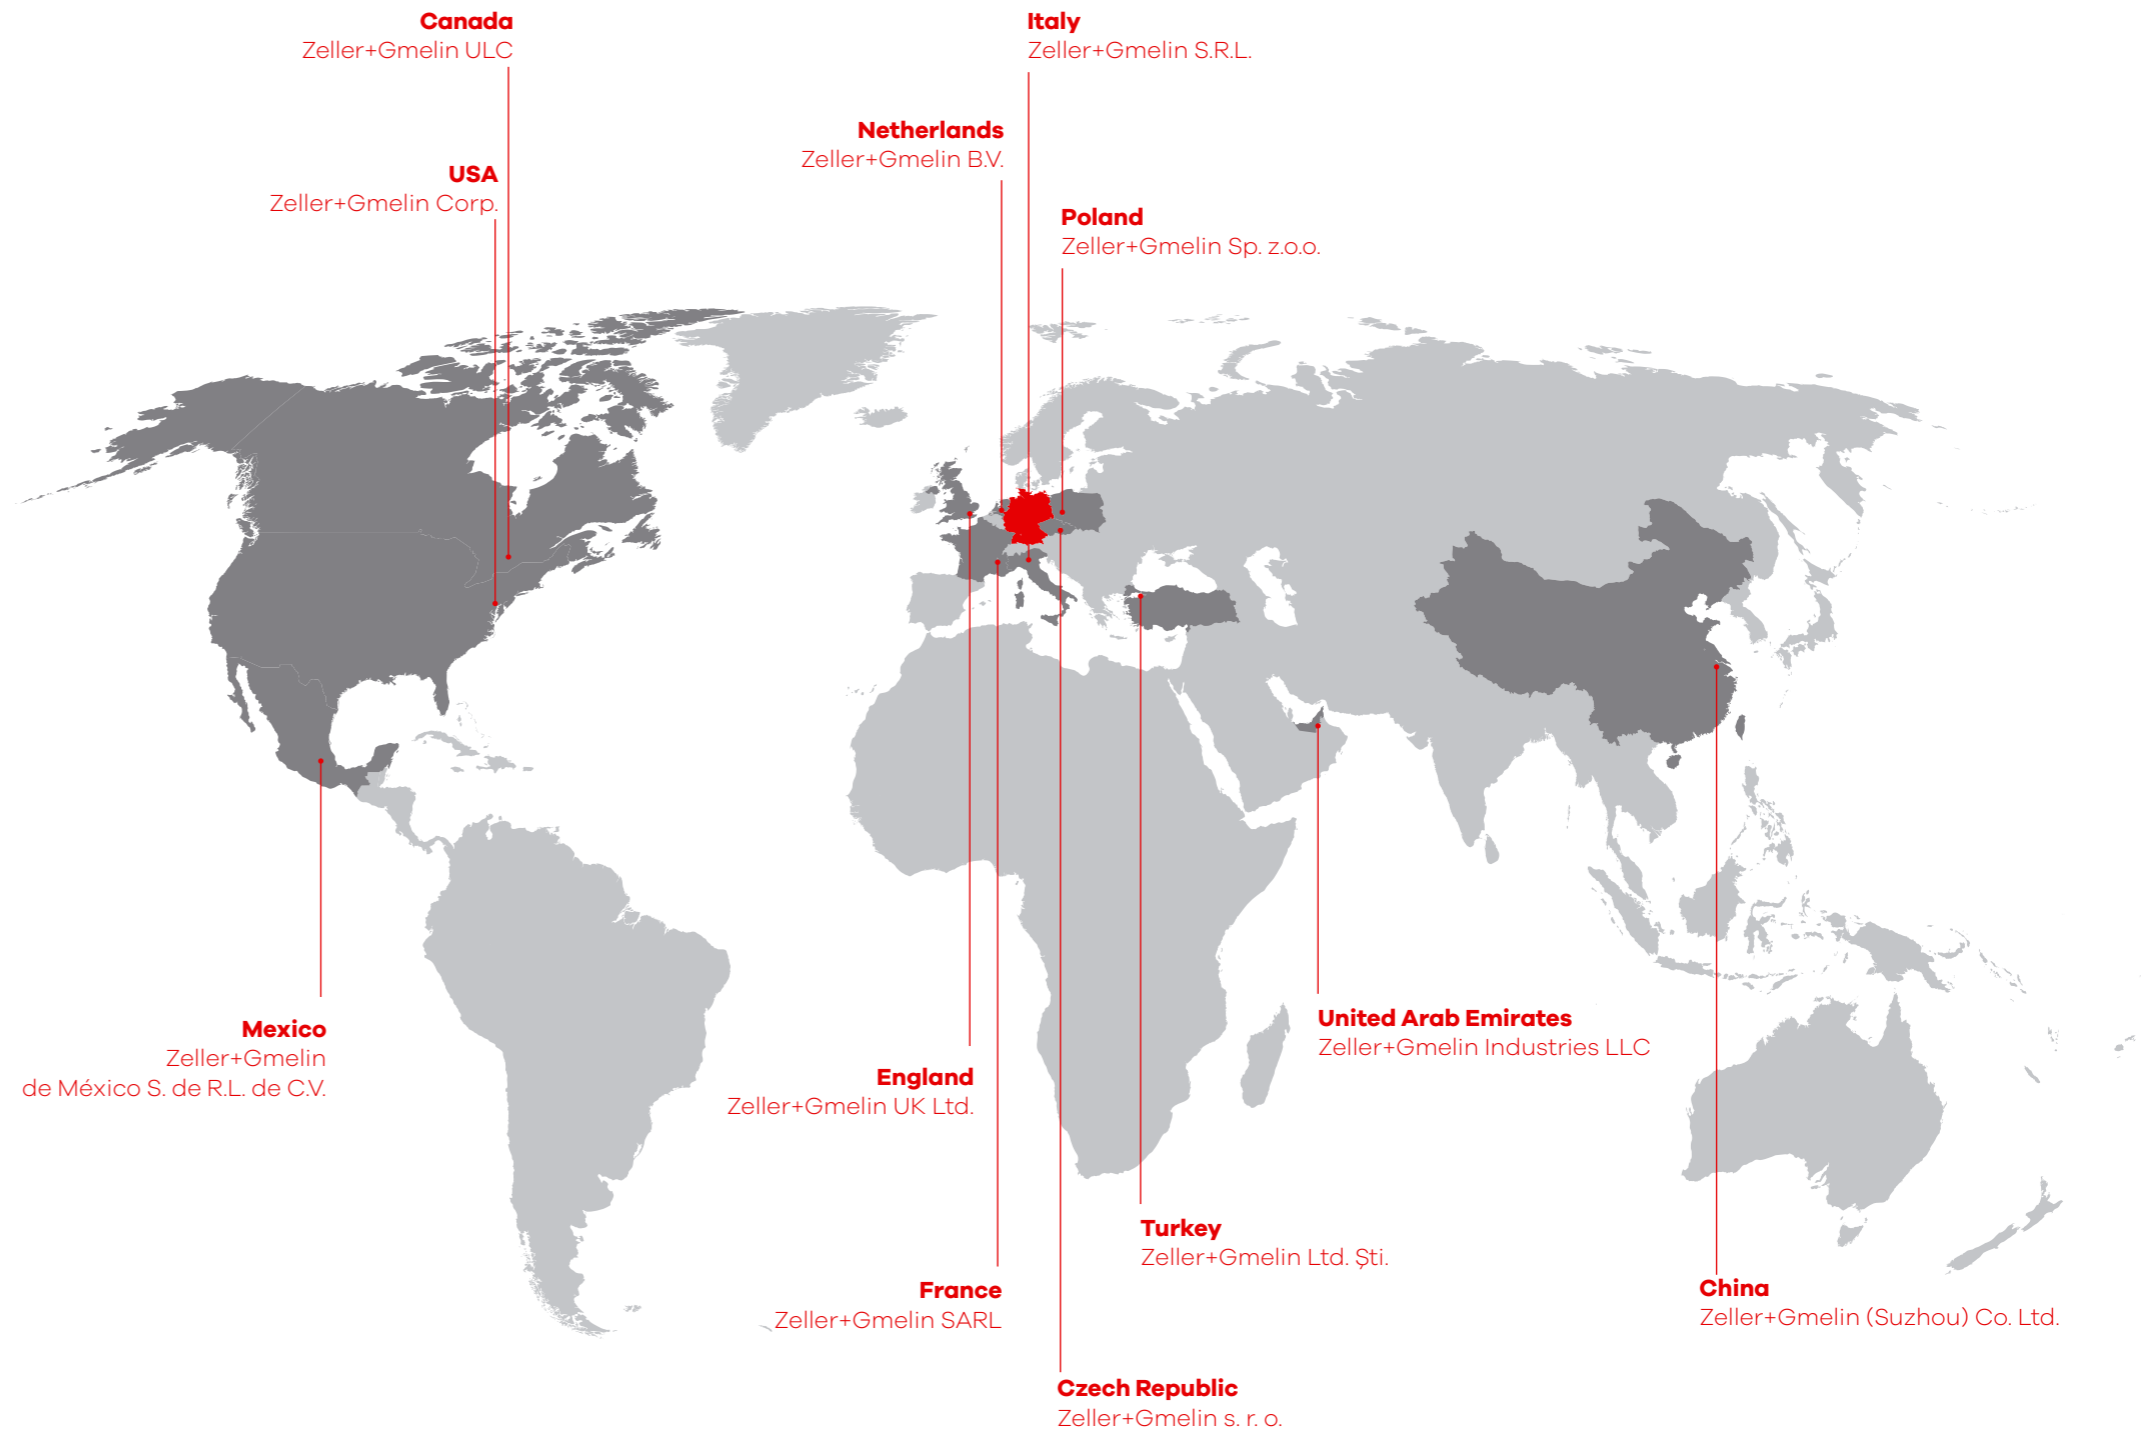 Canada
Zeller+Gmelin ULC
Italy
Zeller+Gmelin S.R.L.
Netherlands
Zeller+Gmelin B.V.
USA
Zeller+Gmelin Corp.
Poland
Zeller+Gmelin Sp. z.o.o.
Mexico
Zeller+Gmelin
de México S. de R.L. de C.V.
United Arab Emirates
Zeller+Gmelin Industries LLC
England
Zeller+Gmelin UK Ltd.
Turkey
Zeller+Gmelin Ltd. Şti.
France
Zeller+Gmelin SARL
China
Zeller+Gmelin (Suzhou) Co. Ltd.
Czech Republic
Zeller+Gmelin s. r. o.